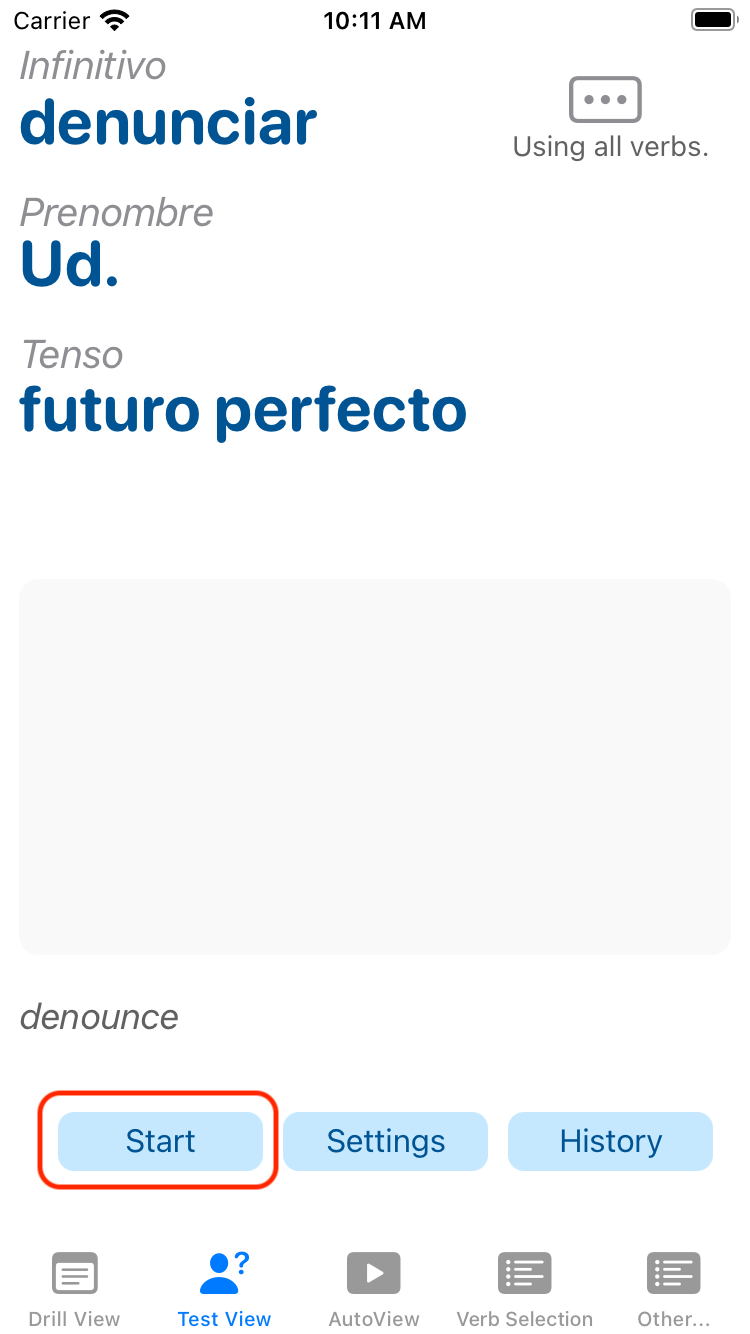 Carrier 10:11 AM
Infinitivo
denunciar
Using all verbs.
Prenombre
Ud.
Tenso
futuro perfecto
denounce
Start Settings History
?
Drill View Test View AutoView Verb Selection Other...